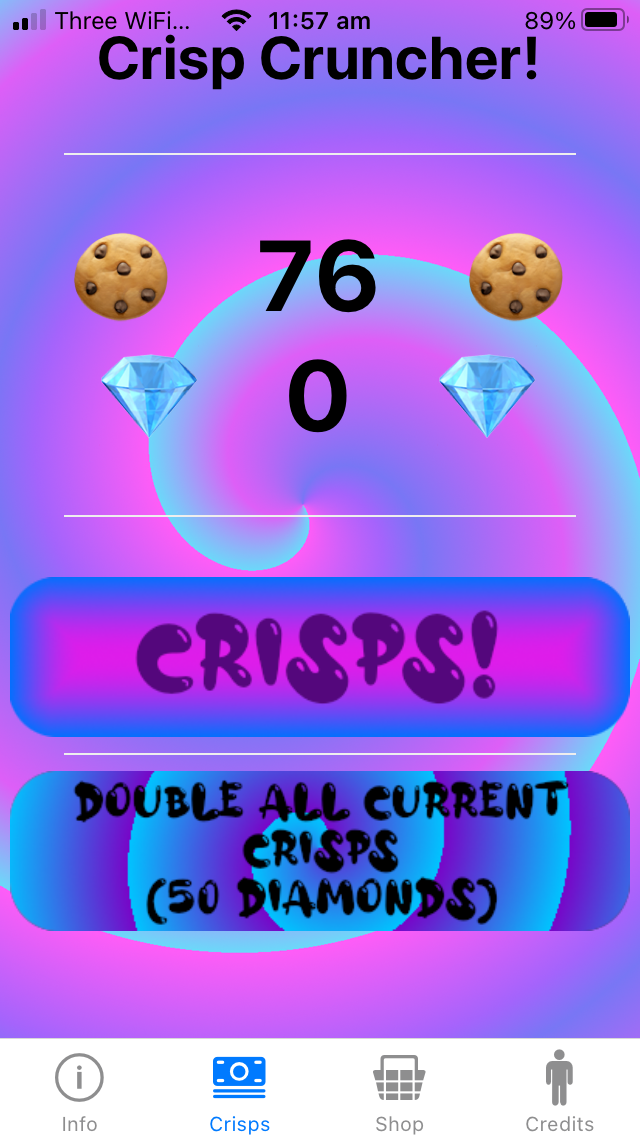 Three WiFi... 11:57 am 89%
Crisp Cruncher!
76
0
CRISPS!
DOUBLE ALL CURRENT
CRISPS
(50 DIAMONDS)
Info Crisps Shop Credits